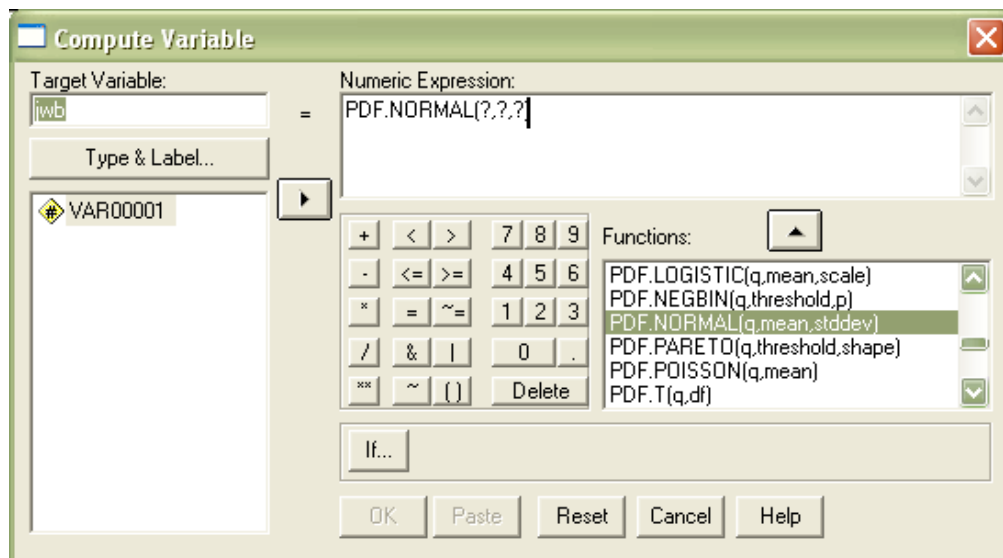 Compute Variable
Target Variable:
jwb
=
Numeric Expression:
PDF.NORMAL(?,?,?)
Type & Label...
# VAR00001
+ < > 7 8 9
- <= >= 4 5 6
* = ~= 1 2 3
/ & | 0 .
** ~ ( ) Delete
Functions:
PDF.LOGISTIC(q,mean,scale)
PDF.NEGBIN(q,threshold,p)
PDF.NORMAL(q,mean,stddev)
PDF.PARETO(q,threshold,shape)
PDF.POISSON(q,mean)
PDF.T(q,df)
If...
OK Paste Reset Cancel Help